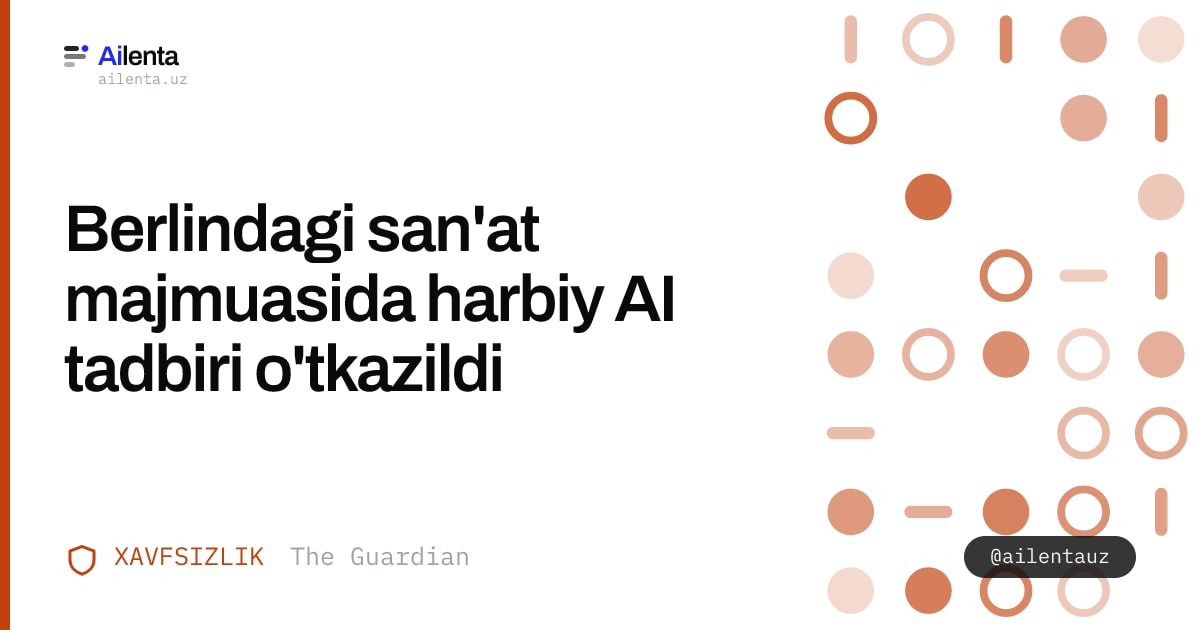 Ailenta
ailenta.uz
Berlindagi san'at
majmuasida harbiy AI
tadbiri o'tkazildi
XAVFSIZLIK The Guardian
@ailentauz